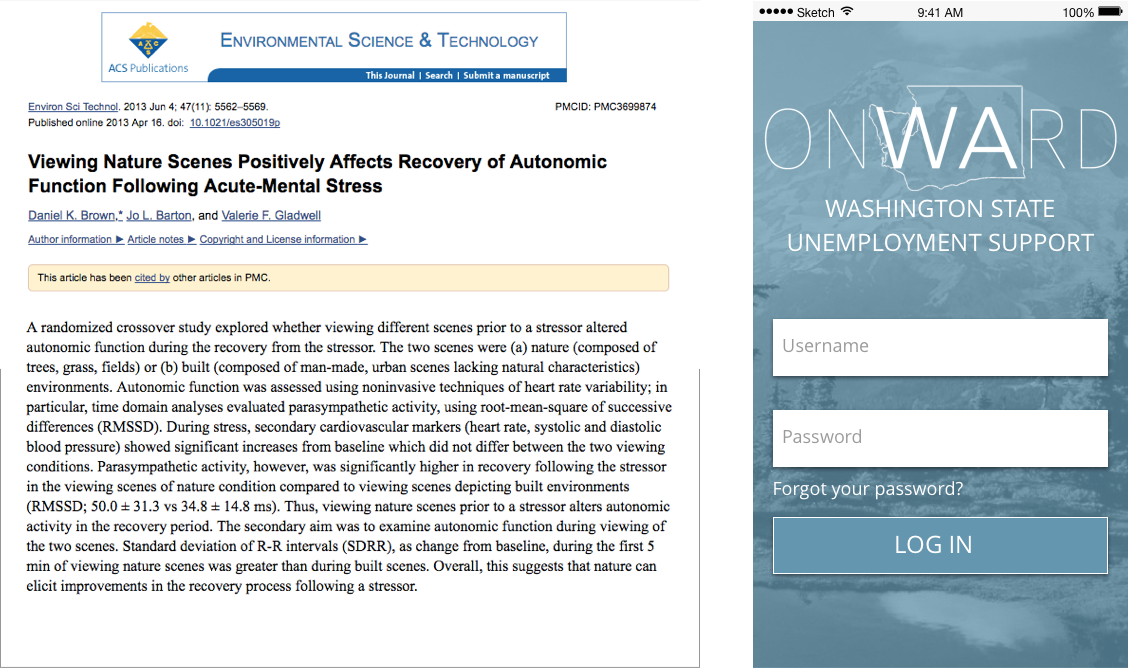 ACS Publications
ENVIRONMENTAL SCIENCE & TECHNOLOGY
This Journal | Search | Submit a manuscript
Environ Sci Technol. 2013 Jun 4; 47(11): 5562–5569.
PMCID: PMC3699874
Published online 2013 Apr 16. doi: 10.1021/es305019p
Viewing Nature Scenes Positively Affects Recovery of Autonomic
Function Following Acute-Mental Stress
Daniel K. Brown,* Jo L. Barton, and Valerie F. Gladwell
Author information ▶ Article notes ▶ Copyright and License information ▶
This article has been cited by other articles in PMC.
A randomized crossover study explored whether viewing different scenes prior to a stressor altered
autonomic function during the recovery from the stressor. The two scenes were (a) nature (composed of
trees, grass, fields) or (b) built (composed of man-made, urban scenes lacking natural characteristics)
environments. Autonomic function was assessed using noninvasive techniques of heart rate variability; in
particular, time domain analyses evaluated parasympathetic activity, using root-mean-square of successive
differences (RMSSD). During stress, secondary cardiovascular markers (heart rate, systolic and diastolic
blood pressure) showed significant increases from baseline which did not differ between the two viewing
conditions. Parasympathetic activity, however, was significantly higher in recovery following the stressor
in the viewing scenes of nature condition compared to viewing scenes depicting built environments
(RMSSD; 50.0 ± 31.3 vs 34.8 ± 14.8 ms). Thus, viewing nature scenes prior to a stressor alters autonomic
activity in the recovery period. The secondary aim was to examine autonomic function during viewing of
the two scenes. Standard deviation of R-R intervals (SDRR), as change from baseline, during the first 5
min of viewing nature scenes was greater than during built scenes. Overall, this suggests that nature can
elicit improvements in the recovery process following a stressor.
Sketch 9:41 AM 100%
ONWARD
WASHINGTON STATE
UNEMPLOYMENT SUPPORT
Username
Password
Forgot your password?
LOG IN